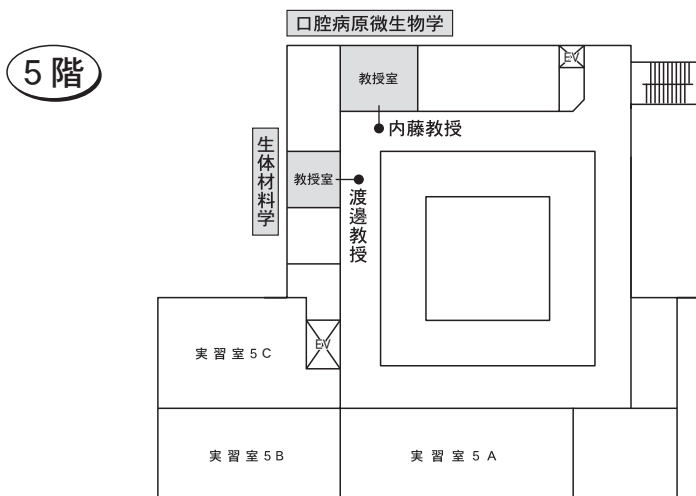 口腔病原微生物学
5階
EV
教授室
内藤教授
生体材料学
教授室
渡邊教授
EV
実習室5C
実習室5B
実習室5A